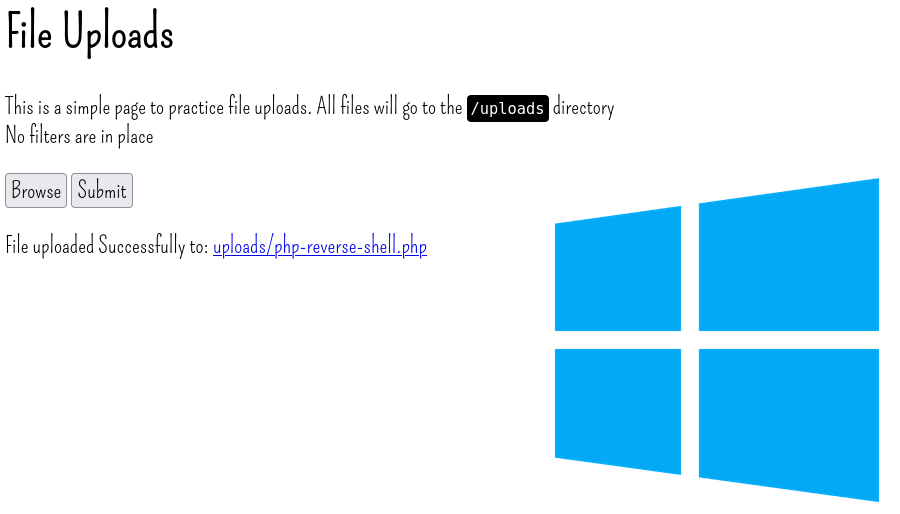 File Uploads
This is a simple page to practice file uploads. All files will go to the /uploads directory
No filters are in place
Browse Submit
File uploaded Successfully to: uploads/php-reverse-shell.php